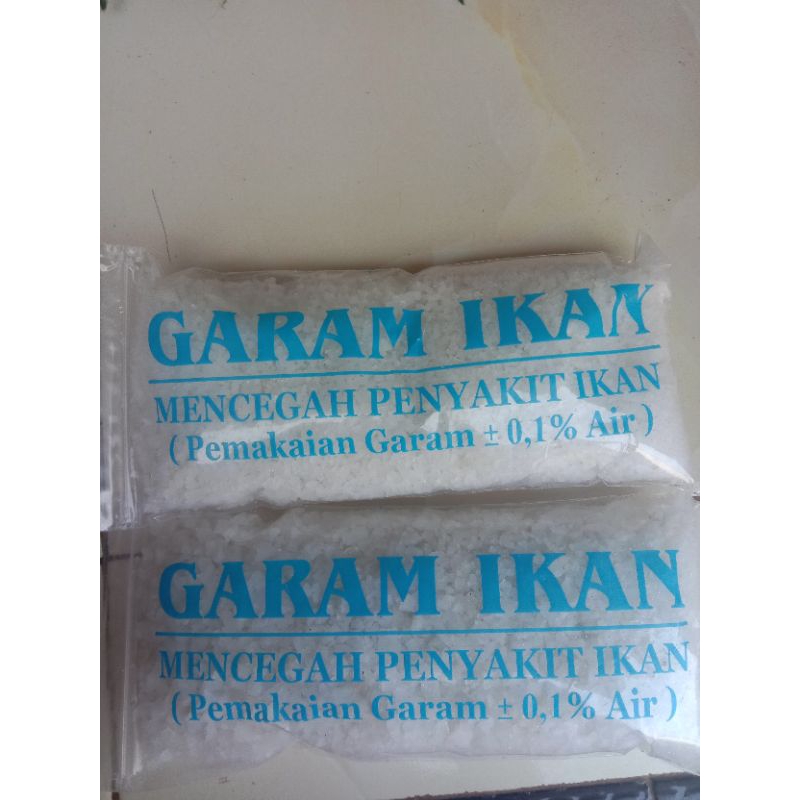 GARAM IKAN
MENCEGAH PENYAKIT IKAN
( Pemakaian Garam ± 0,1% Air )
GARAM IKAN
MENCEGAH PENYAKIT IKAN
( Pemakaian Garam ± 0,1% Air )